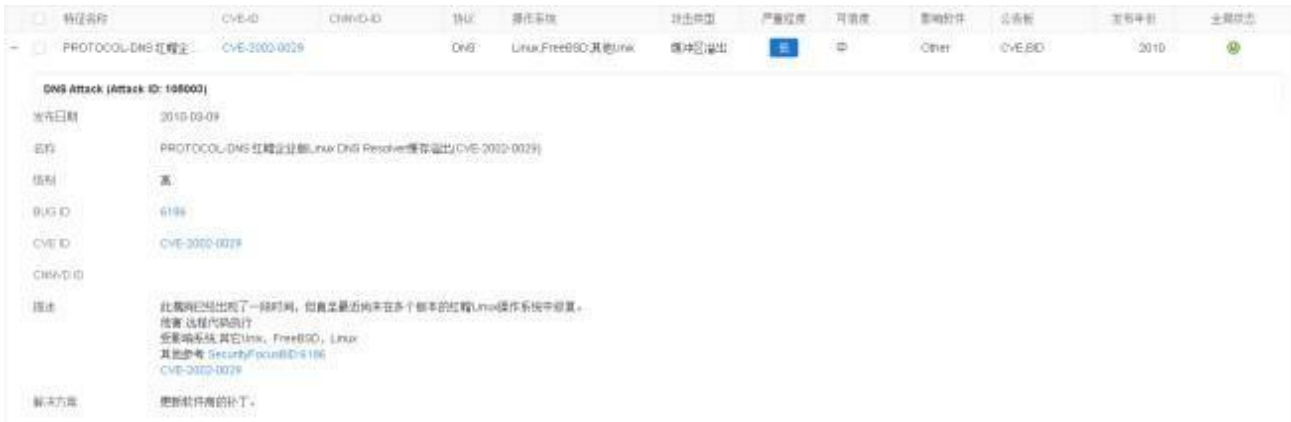 特征名称 CVE-ID CNNVD-ID 协议 操作系统 攻击类型 严重程度 可信度 影响软件 公告板 发布年份 全局状态
PROTOCOL-DNS 红帽企... CVE-2002-0029 DNS Linux,FreeBSD,其他Unix 缓冲区溢出 中 Other CVE,BID 2010
DNS Attack (Attack ID: 108003)
发布日期 2010-03-09
名称 PROTOCOL-DNS 红帽企业版Linux DNS Resolver缓存溢出(CVE-2002-0029)
级别 高
BUG ID 6186
CVE ID CVE-2002-0029
CNNVD ID
描述 此漏洞已经出现了一段时间，但直至最近尚未在多个版本的红帽Linux操作系统中修复。
危害 远程代码执行
受影响系统 其它Unix、FreeBSD、Linux
其他参考 SecurityFocusBID:6186
CVE-2002-0029
解决方案 更新软件商的补丁。